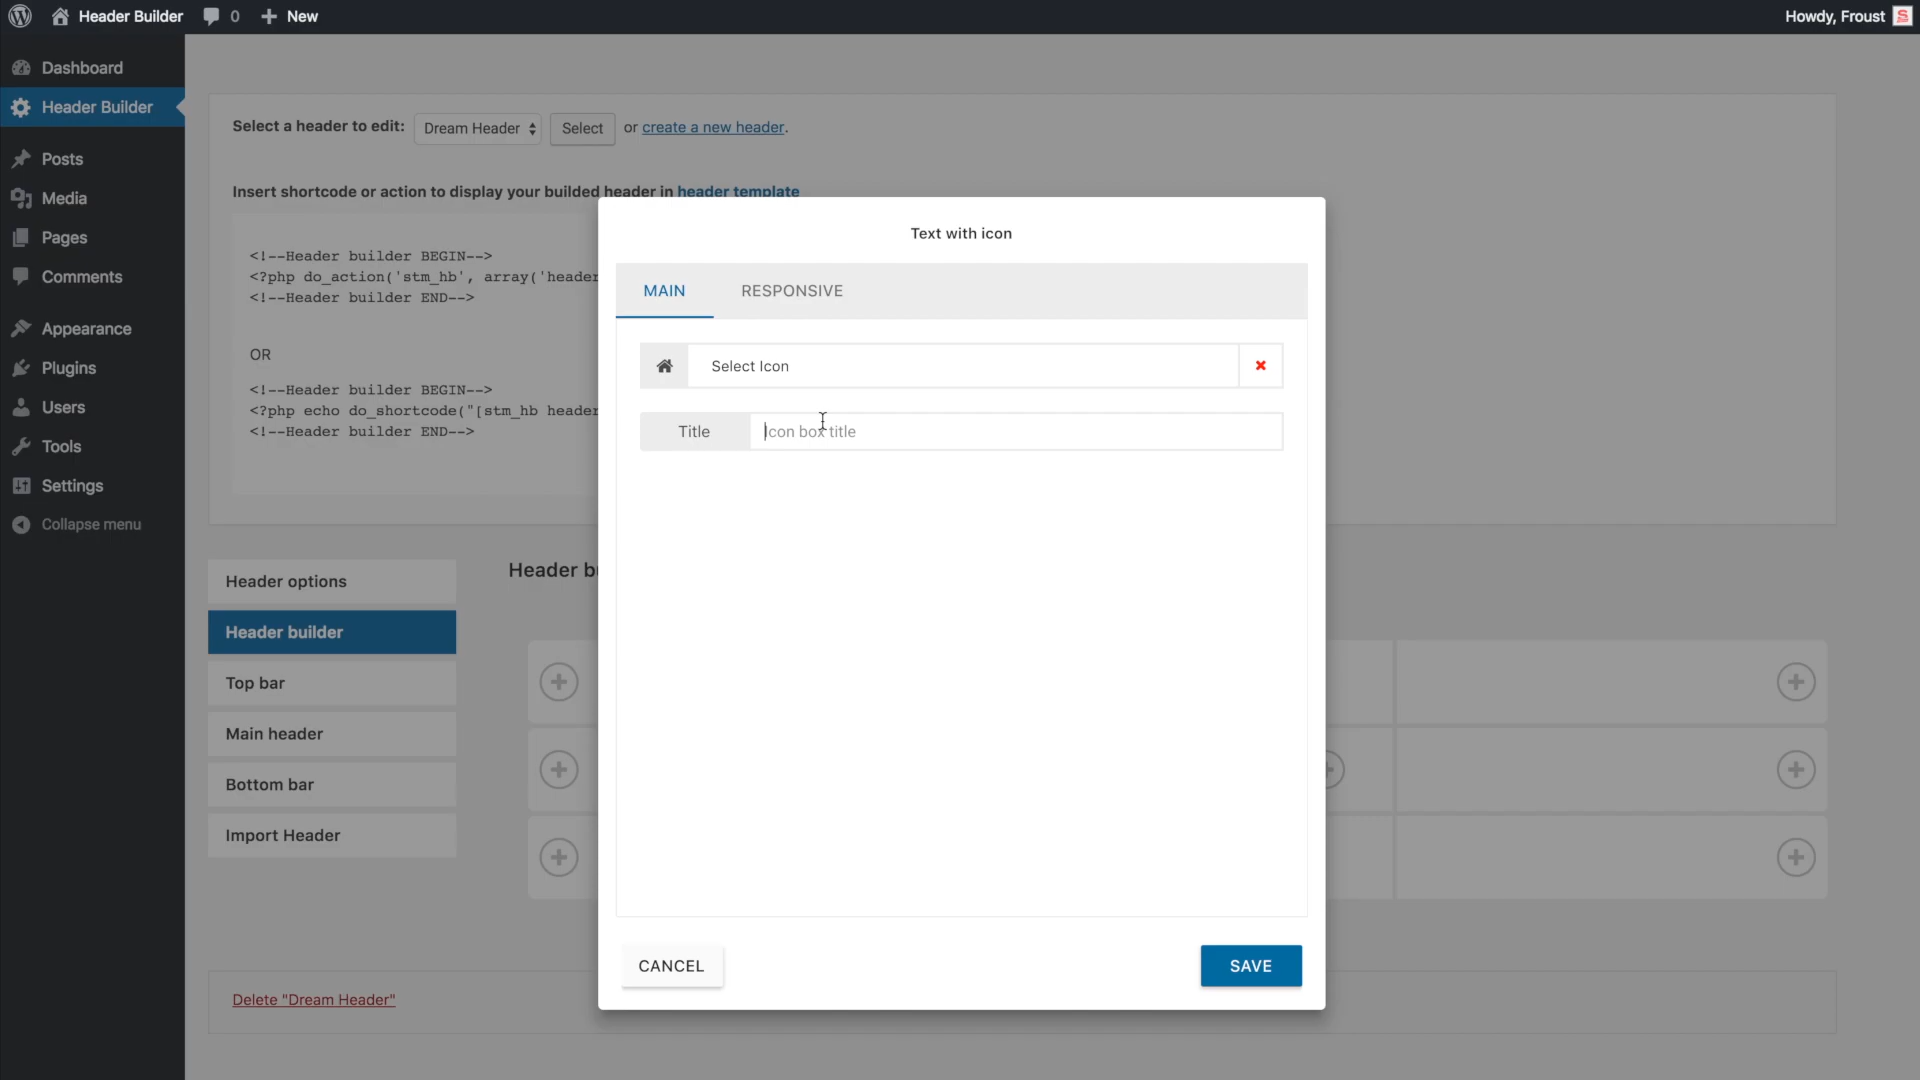 Header Builder 0 New Howdy, Froust
Dashboard
Header Builder
Posts
Media
Pages
Comments
Appearance
Plugins
Users
Tools
Settings
Collapse menu
Select a header to edit: Dream Header Select or create a new header.
Insert shortcode or action to display your builded header in header template
<!--Header builder BEGIN-->
<?php do_action('stm_hb', array('header
<!--Header builder END-->
OR
<!--Header builder BEGIN-->
<?php echo do_shortcode("[stm_hb header
<!--Header builder END-->
Header options
Header builder
Top bar
Main header
Bottom bar
Import Header
Header b
Delete "Dream Header"
Text with icon
MAIN RESPONSIVE
Select Icon
Title Icon box title
CANCEL SAVE